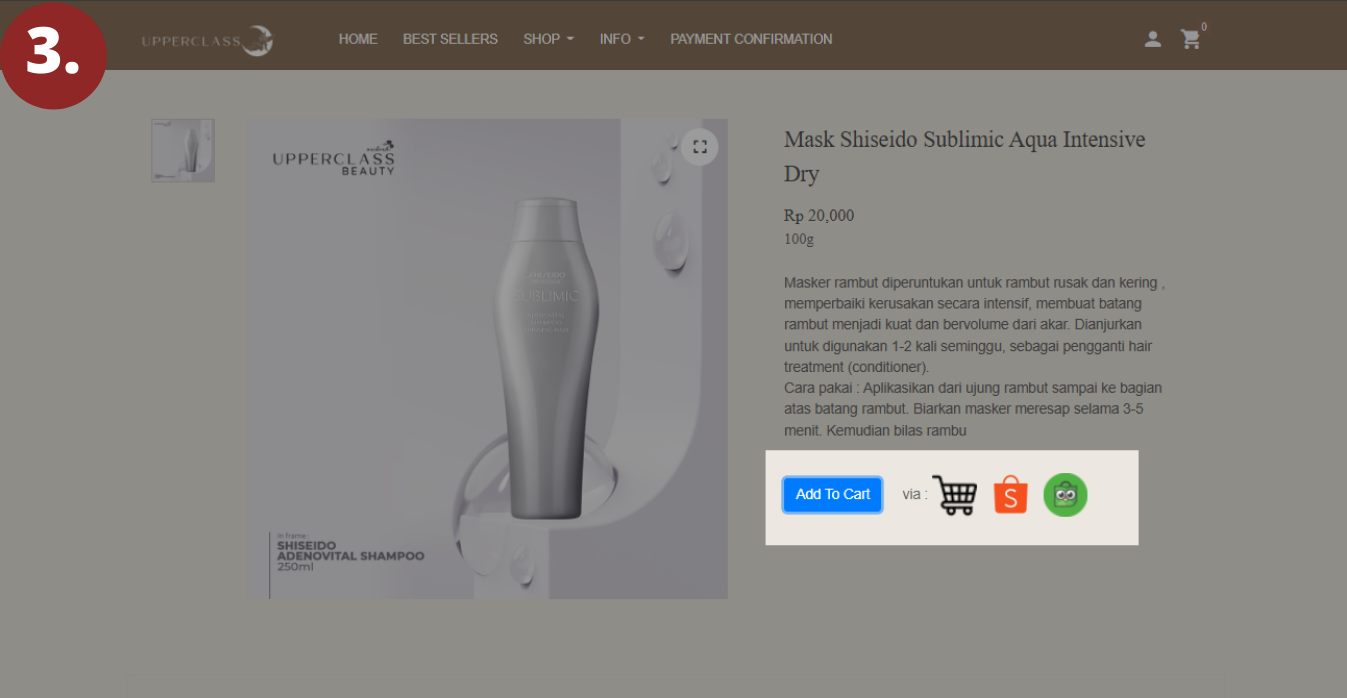 3.
UPPERCLASS
HOME BEST SELLERS SHOP INFO PAYMENT CONFIRMATION
0
UPPERCLASS
BEAUTY
SHISEIDO
SUBLIMIC
In frame :
SHISEIDO
ADENOVITAL SHAMPOO
250ml
Mask Shiseido Sublimic Aqua Intensive
Dry
Rp 20,000
100g
Masker rambut diperuntukan untuk rambut rusak dan kering ,
memperbaiki kerusakan secara intensif, membuat batang
rambut menjadi kuat dan bervolume dari akar. Dianjurkan
untuk digunakan 1-2 kali seminggu, sebagai pengganti hair
treatment (conditioner).
Cara pakai : Aplikasikan dari ujung rambut sampai ke bagian
atas batang rambut. Biarkan masker meresap selama 3-5
menit. Kemudian bilas rambu
Add To Cart via :
S